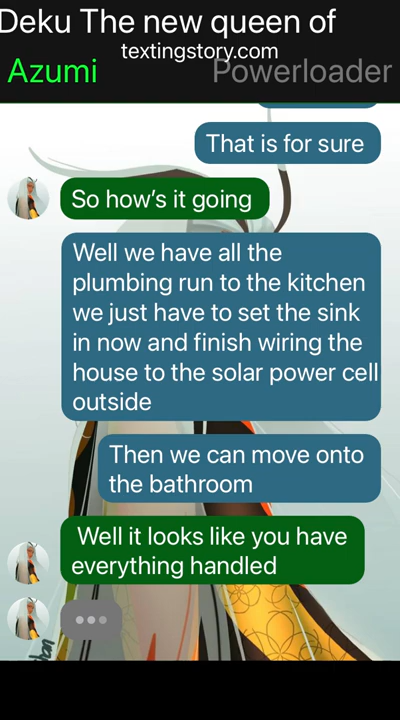 Deku The new queen of
textingstory.com
Azumi Powerloader
That is for sure
So how's it going
Well we have all the
plumbing run to the kitchen
we just have to set the sink
in now and finish wiring the
house to the solar power cell
outside
Then we can move onto
the bathroom
Well it looks like you have
everything handled